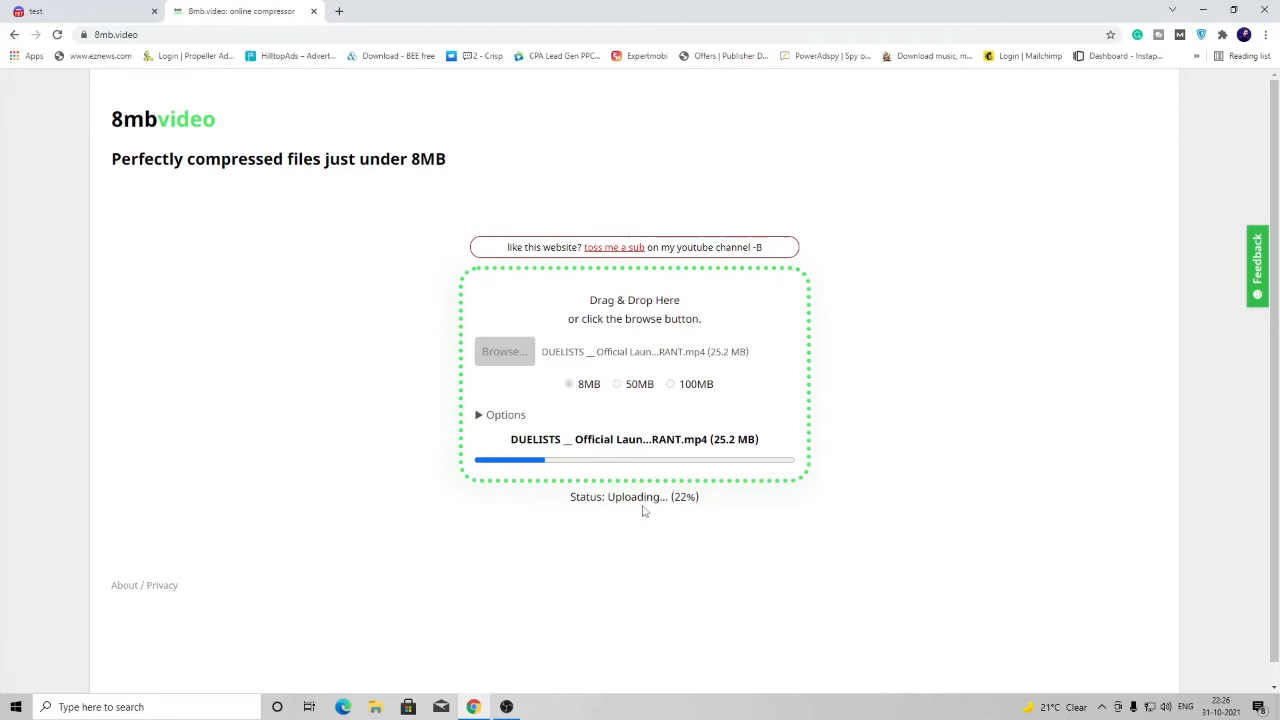 test
8mb.video: online compressor
8mb.video
Apps
www.eznews.com
Login | Propeller Ad...
HilltopAds – Advert...
Download - BEE free
2 - Crisp
CPA Lead Gen PPC...
Expertmobi
Offers | Publisher D...
PowerAdspy | Spy o...
Download music, m...
Login | Mailchimp
Dashboard - Instap...
»
Reading list
8mbvideo
Perfectly compressed files just under 8MB
like this website? toss me a sub on my youtube channel -B
Feedback
Drag & Drop Here
or click the browse button.
Browse...
DUELISTS __ Official Laun...RANT.mp4 (25.2 MB)
8MB 50MB 100MB
Options
DUELISTS __ Official Laun...RANT.mp4 (25.2 MB)
Status: Uploading... (22%)
About / Privacy
Type here to search
21°C Clear
ENG
22:26
31-10-2021